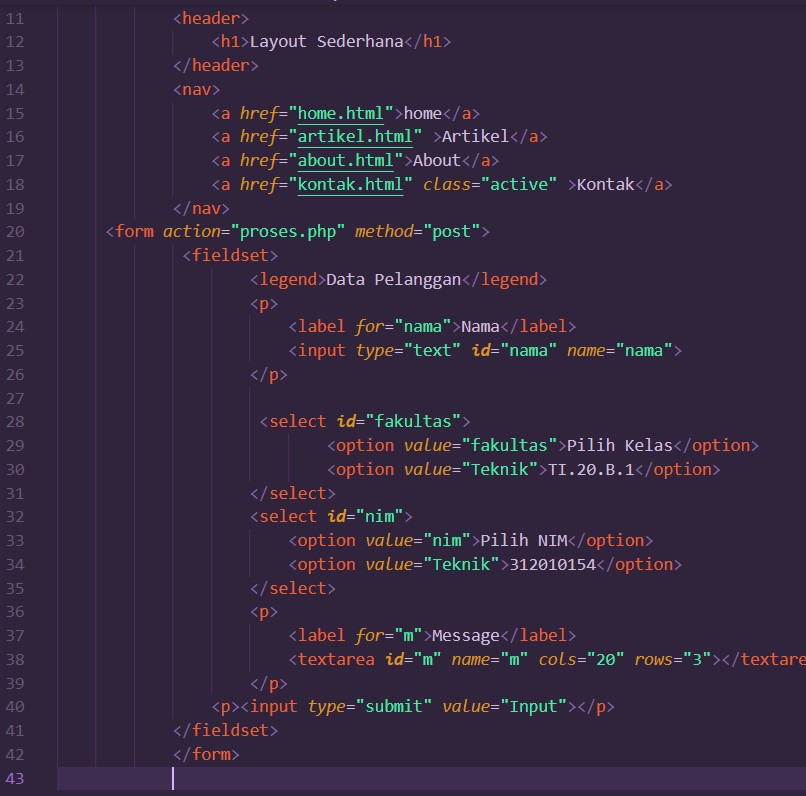 11 <header>
12 <h1>Layout Sederhana</h1>
13 </header>
14 <nav>
15 <a href="home.html">home</a>
16 <a href="artikel.html" >Artikel</a>
17 <a href="about.html">About</a>
18 <a href="kontak.html" class="active" >Kontak</a>
19 </nav>
20 <form action="proses.php" method="post">
21 <fieldset>
22 <legend>Data Pelanggan</legend>
23 <p>
24 <label for="nama">Nama</label>
25 <input type="text" id="nama" name="nama">
26 </p>
27
28 <select id="fakultas">
29 <option value="fakultas">Pilih Kelas</option>
30 <option value="Teknik">TI.20.B.1</option>
31 </select>
32 <select id="nim">
33 <option value="nim">Pilih NIM</option>
34 <option value="Teknik">312010154</option>
35 </select>
36 <p>
37 <label for="m">Message</label>
38 <textarea id="m" name="m" cols="20" rows="3"></textare
39 </p>
40 <p><input type="submit" value="Input"></p>
41 </fieldset>
42 </form>
43